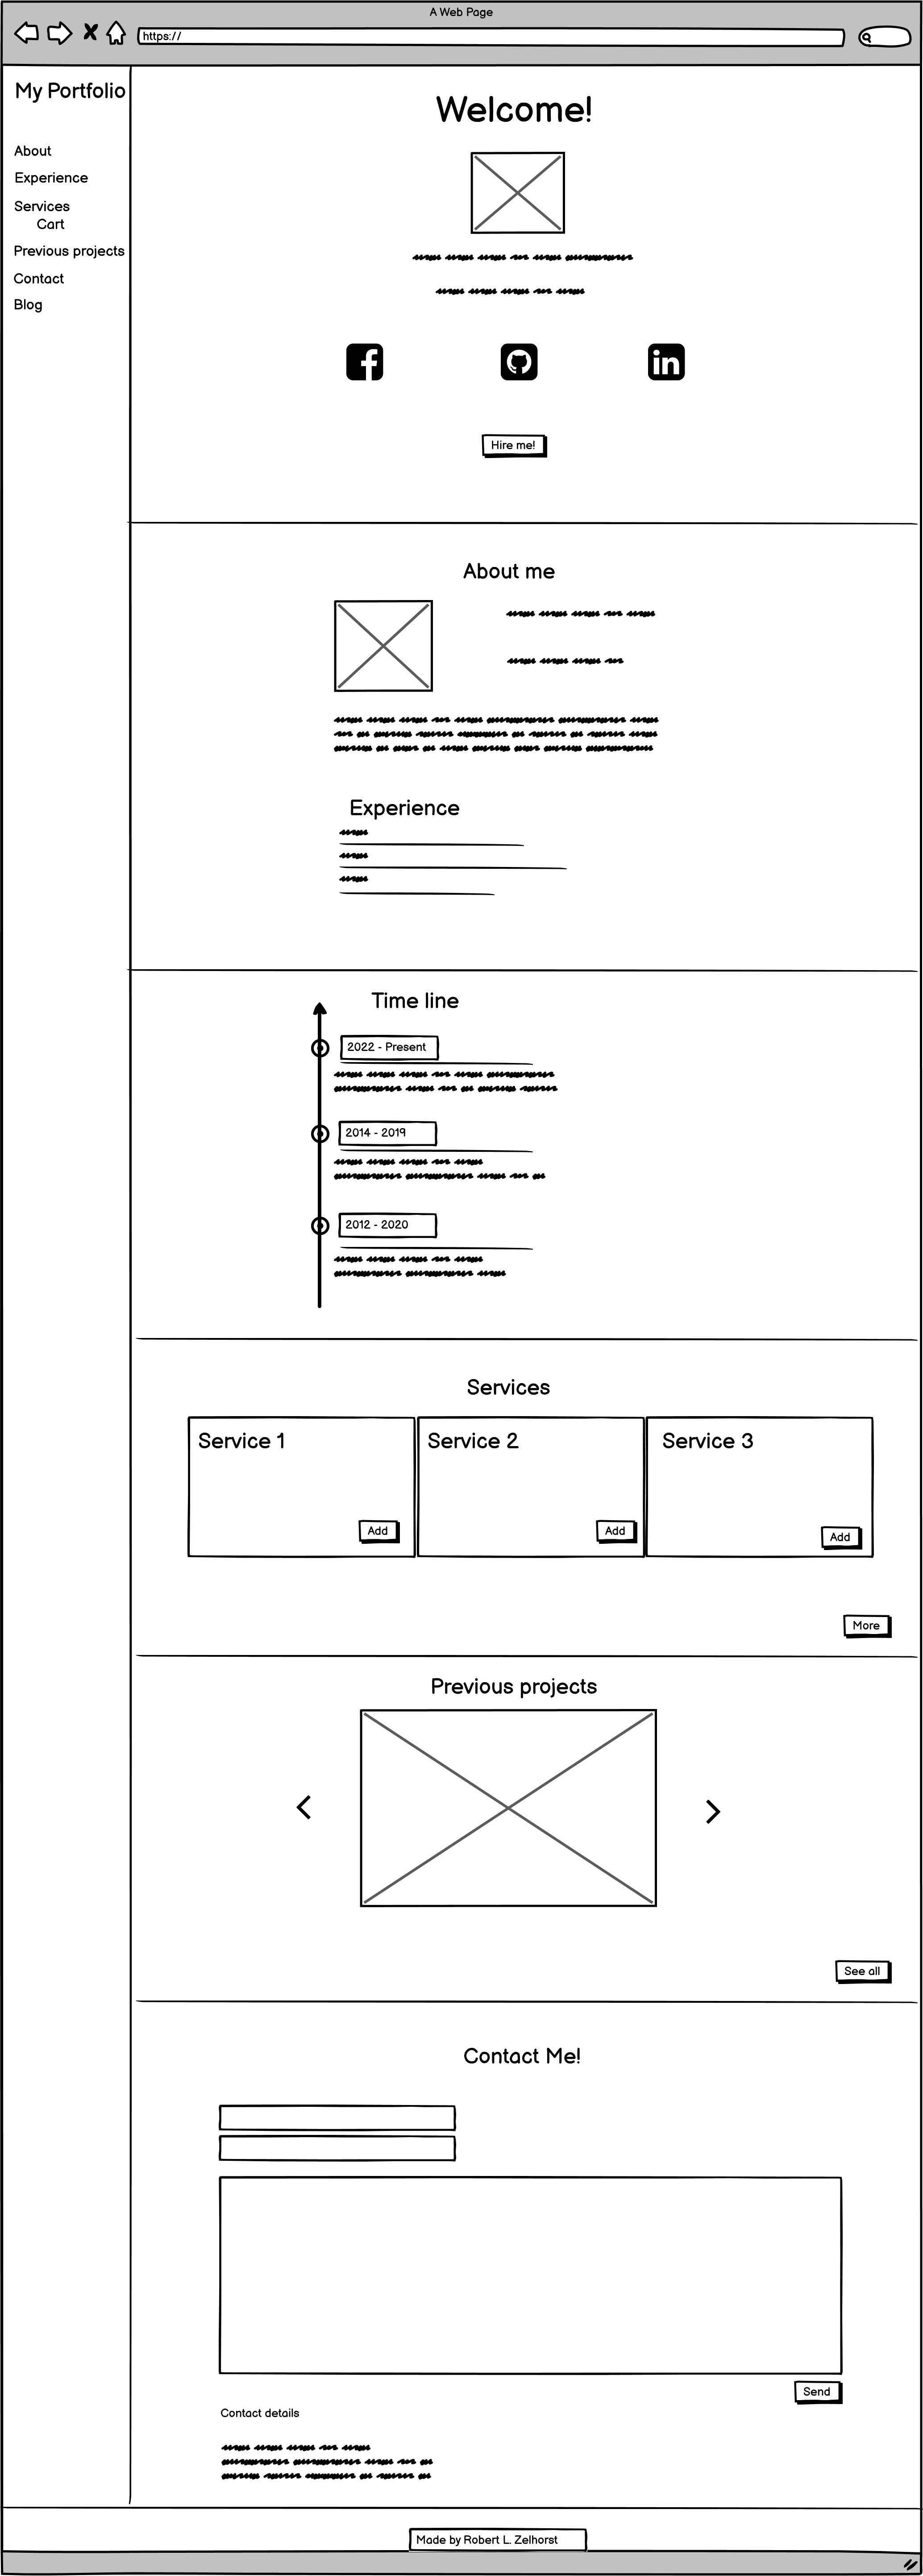 A Web Page
https://
My Portfolio
About
Experience
Services
Cart
Previous projects
Contact
Blog
Welcome!
Hire me!
About me
Experience
Time line
2022 - Present
2014 - 2019
2012 - 2020
Services
Service 1
Service 2
Service 3
Add
Add
Add
More
Previous projects
See all
Contact Me!
Send
Contact details
Made by Robert L. Zelhorst